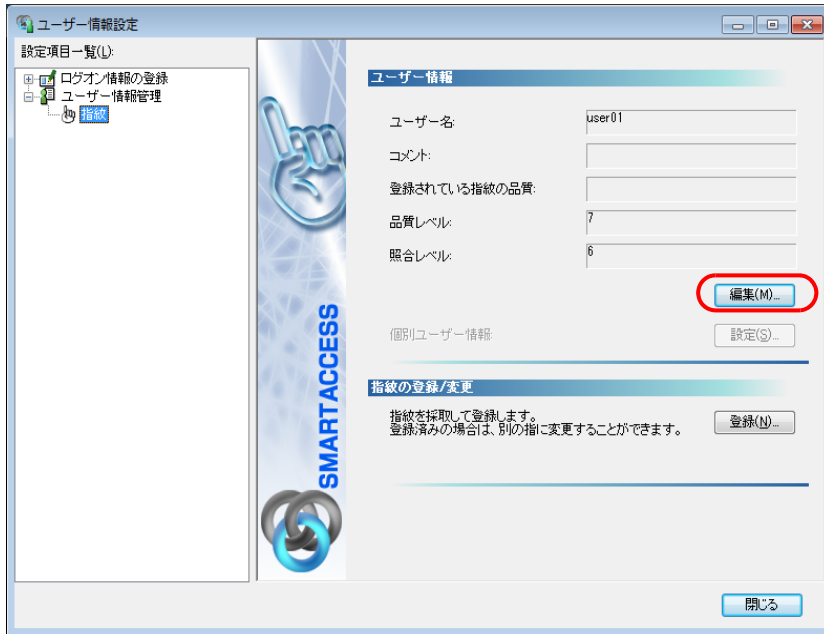 ユーザー情報設定
設定項目一覧(L):
ログオン情報の登録
ユーザー情報管理
指紋
SMARTACCESS
ユーザー情報
ユーザー名: user01
コメント:
登録されている指紋の品質:
品質レベル: 7
照合レベル: 6
編集(M)...
個別ユーザー情報: 設定(S)...
指紋の登録/変更
指紋を採取して登録します。
登録済みの場合は、別の指に変更することができます。
登録(N)...
閉じる